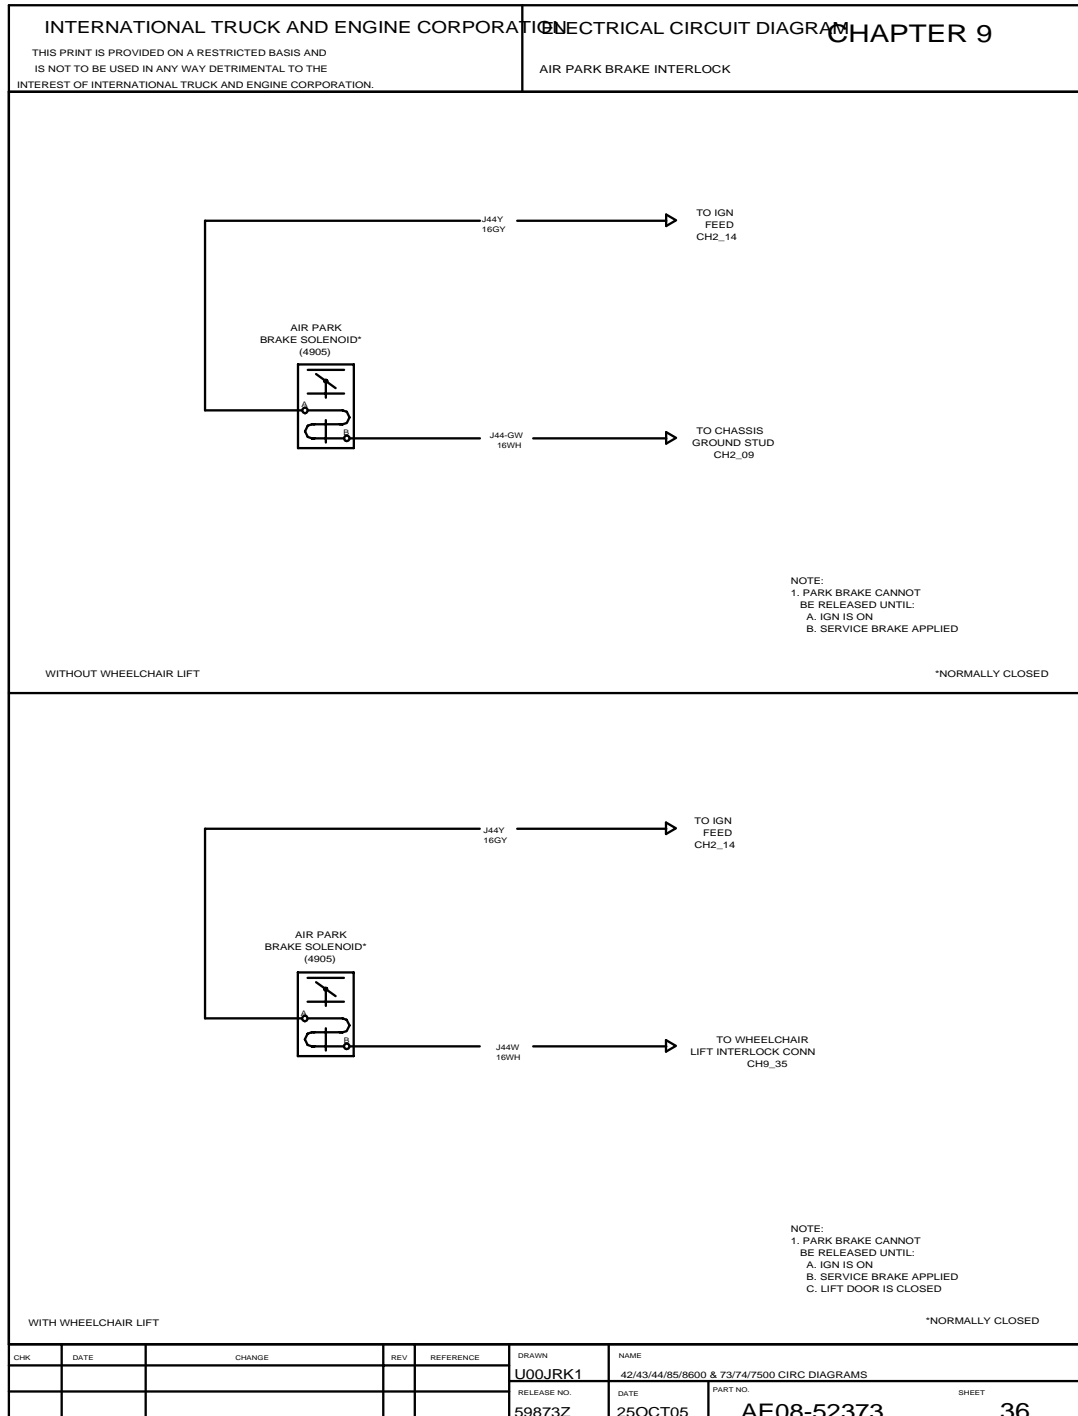 INTERNATIONAL TRUCK AND ENGINE CORPORATION
THIS PRINT IS PROVIDED ON A RESTRICTED BASIS AND
IS NOT TO BE USED IN ANY WAY DETRIMENTAL TO THE
INTEREST OF INTERNATIONAL TRUCK AND ENGINE CORPORATION.
ELECTRICAL CIRCUIT DIAGRAM
CHAPTER 9
AIR PARK BRAKE INTERLOCK
J44Y
16GY
TO IGN
FEED
CH2_14
AIR PARK
BRAKE SOLENOID*
(4905)
A
B
J44-GW
16WH
TO CHASSIS
GROUND STUD
CH2_09
NOTE:
1. PARK BRAKE CANNOT
BE RELEASED UNTIL:
A. IGN IS ON
B. SERVICE BRAKE APPLIED
WITHOUT WHEELCHAIR LIFT
*NORMALLY CLOSED
J44Y
16GY
TO IGN
FEED
CH2_14
AIR PARK
BRAKE SOLENOID*
(4905)
A
B
J44W
16WH
TO WHEELCHAIR
LIFT INTERLOCK CONN
CH9_35
NOTE:
1. PARK BRAKE CANNOT
BE RELEASED UNTIL:
A. IGN IS ON
B. SERVICE BRAKE APPLIED
C. LIFT DOOR IS CLOSED
WITH WHEELCHAIR LIFT
*NORMALLY CLOSED
CHK DATE CHANGE REV REFERENCE
DRAWN
U00JRK1
NAME
42/43/44/85/8600 & 73/74/7500 CIRC DIAGRAMS
RELEASE NO.
59873Z
DATE
25OCT05
PART NO.
AE08-52373
SHEET
36